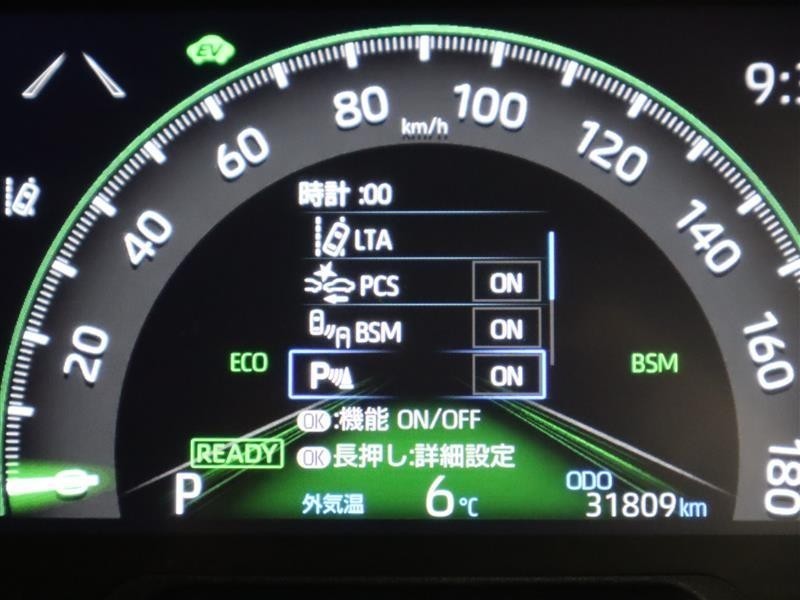 EV
9:3
80
100
km/h
60
120
時計 :00
40
LTA
140
PCS ON
BSM ON
20
160
ECO
P ON
BSM
OK:機能 ON/OFF
READY
OK長押し:詳細設定
180
P
外気温 6℃
ODO
31809km